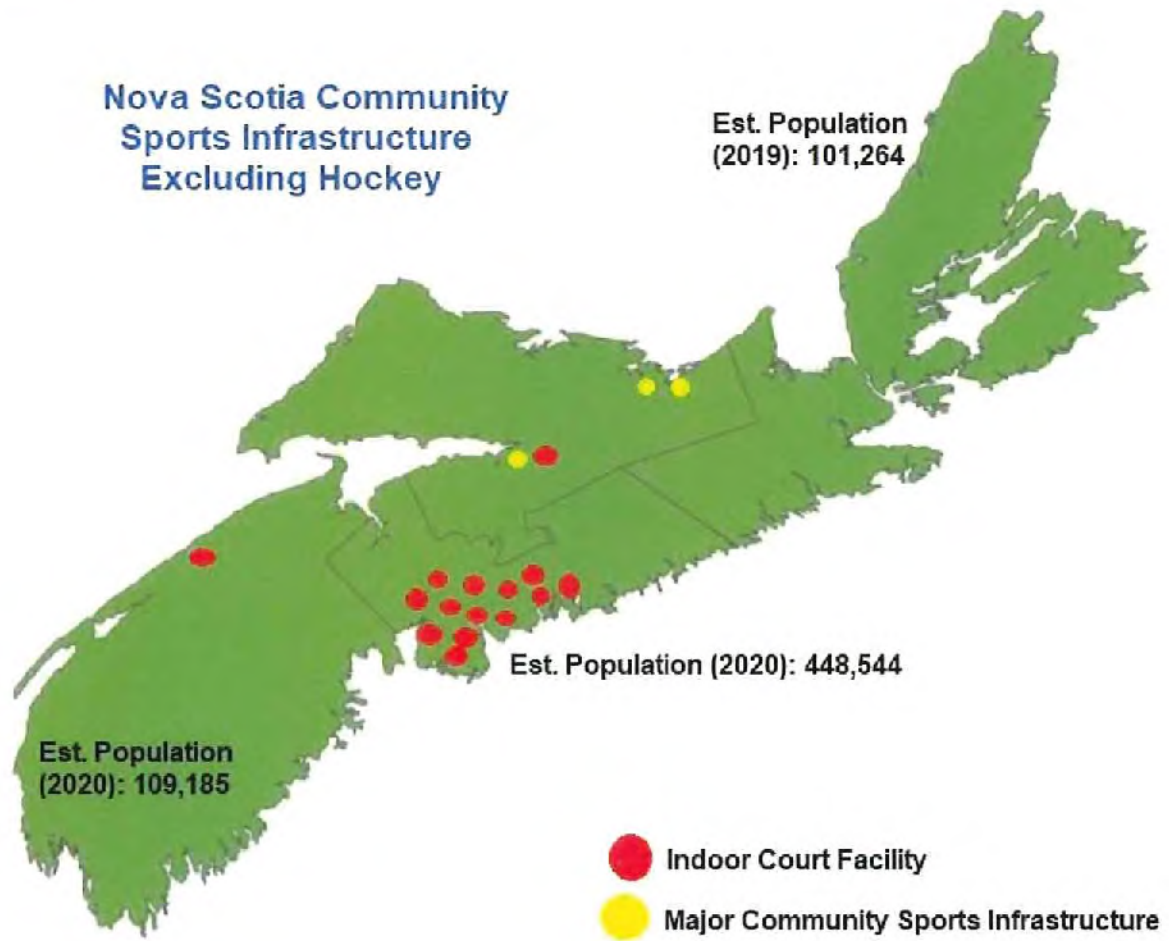 Nova Scotia Community
Sports Infrastructure
Excluding Hockey
Est. Population
(2019): 101,264
Est. Population (2020): 448,544
Est. Population
(2020): 109,185
Indoor Court Facility
Major Community Sports Infrastructure